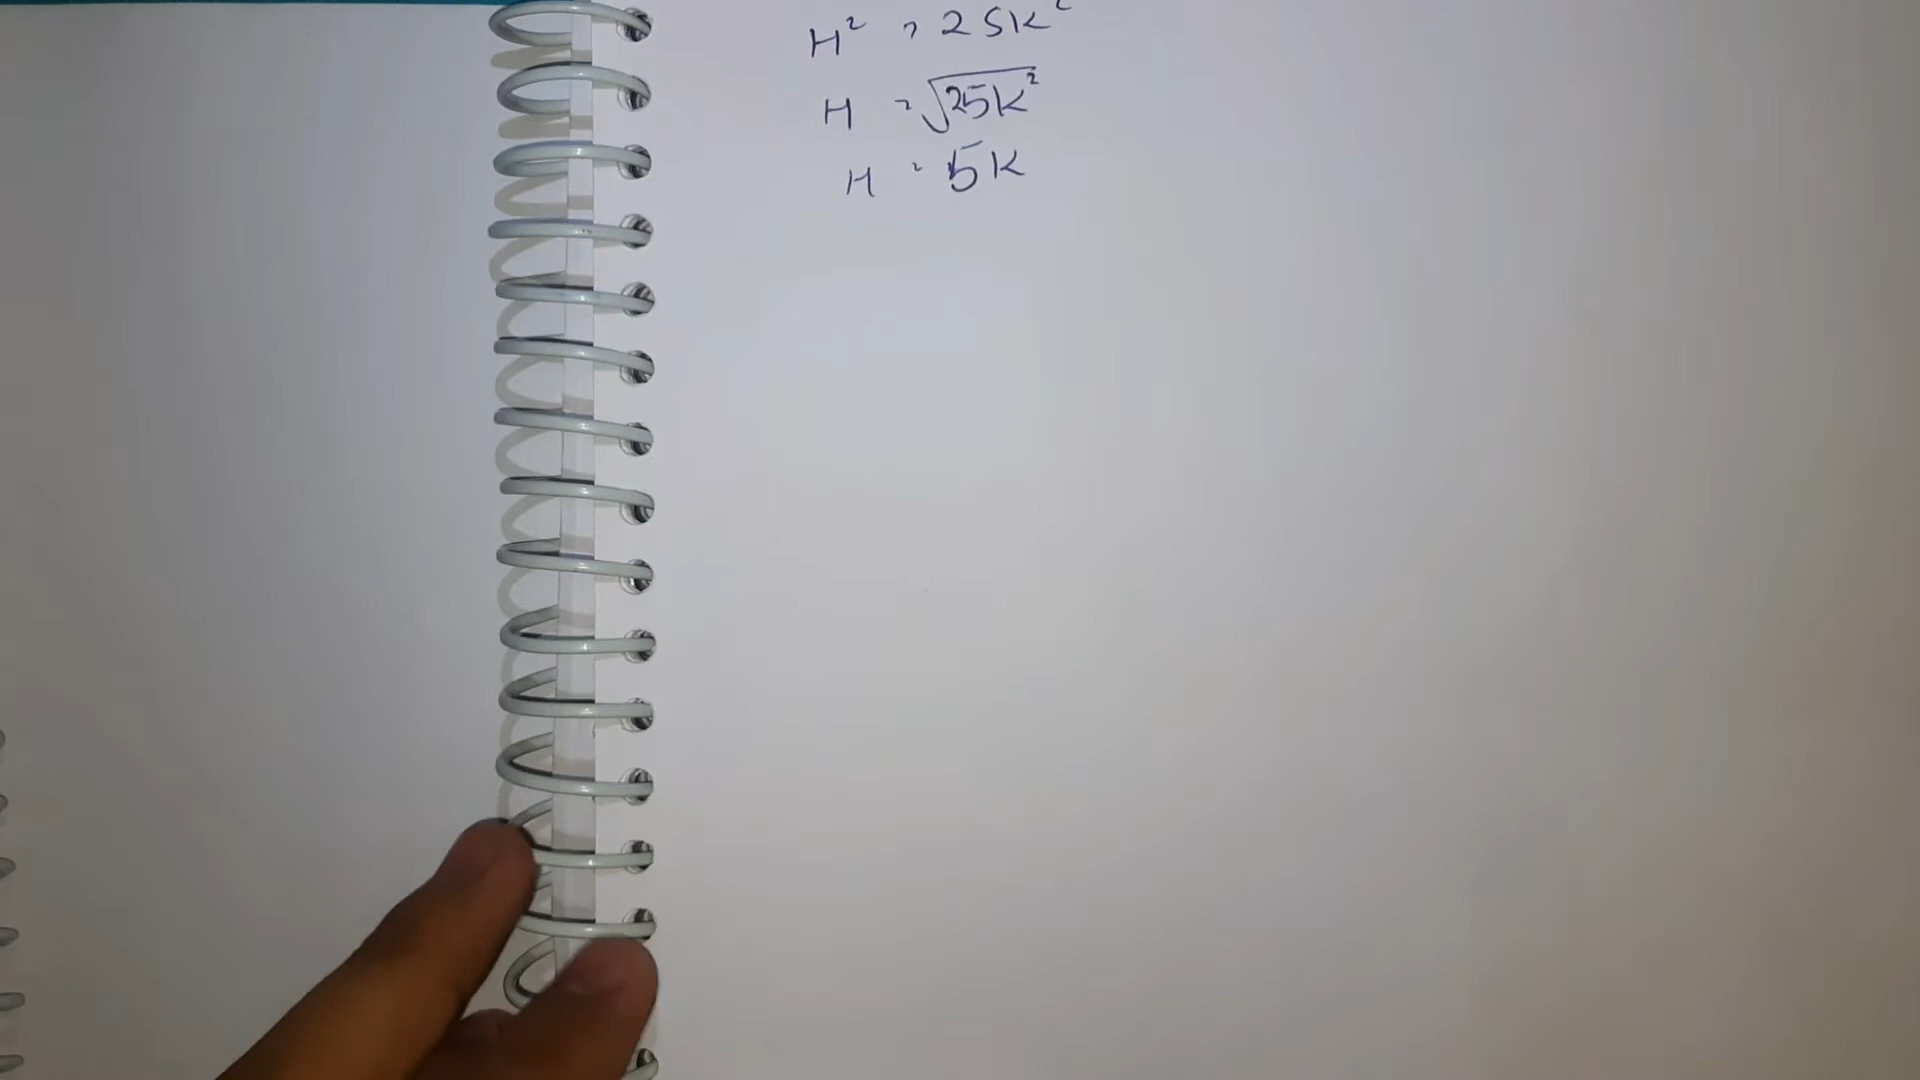 H² = 25K²
H = √25K²
H = 5K